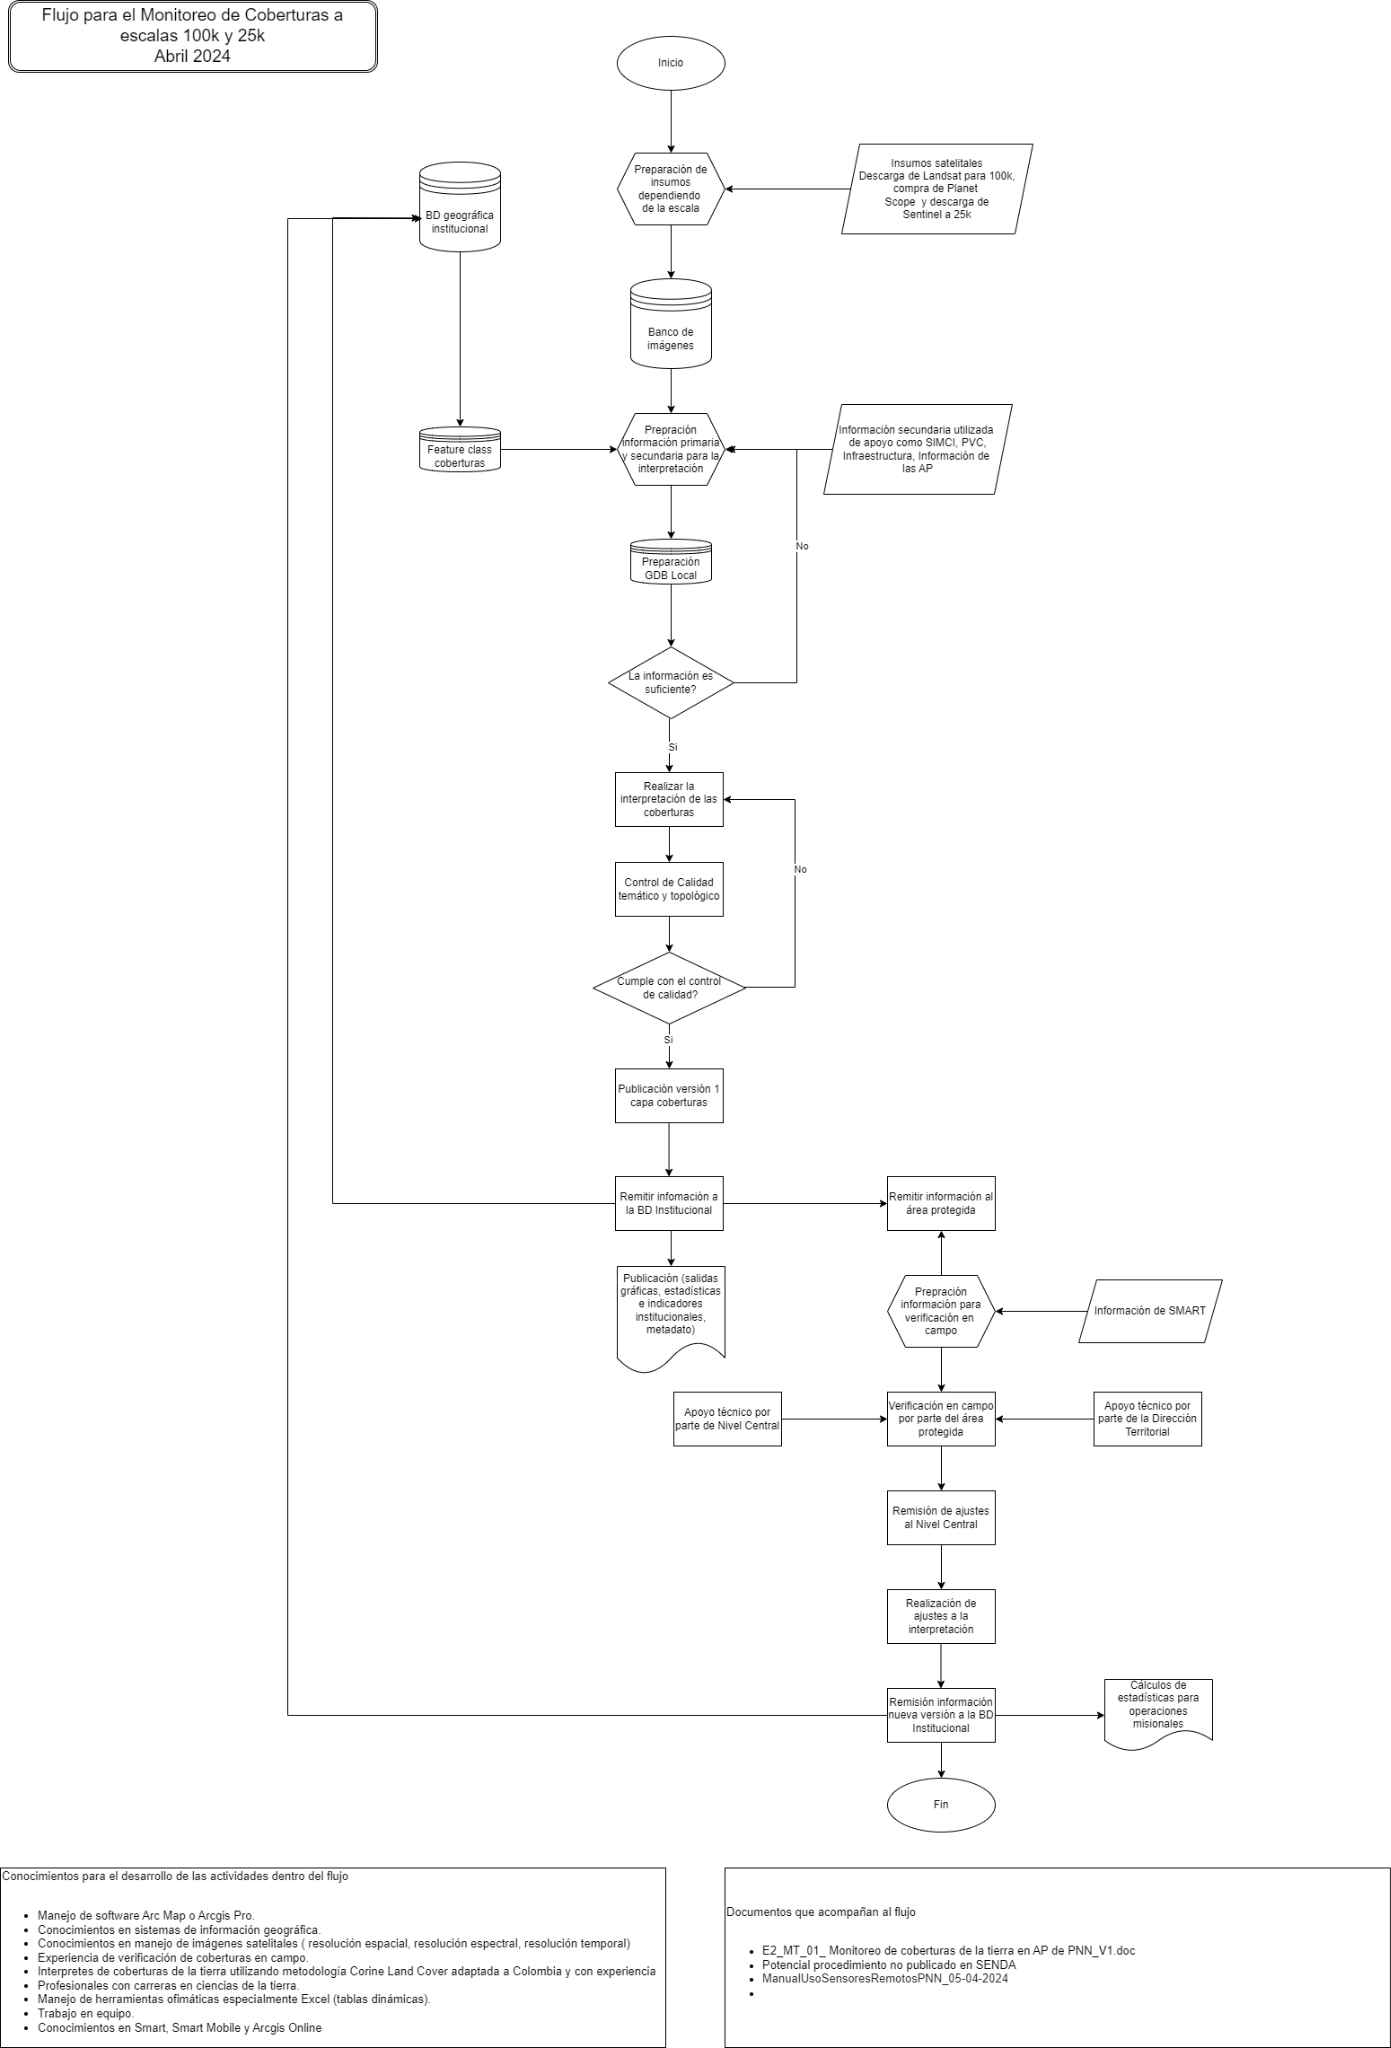 Flujo para el Monitoreo de Coberturas a
escalas 100k y 25k
Abril 2024
Inicio
Preparación de
insumos
dependiendo
de la escala
Insumos satelitales
Descarga de Landsat para 100k,
compra de Planet
Scope y descarga de
Sentinel a 25k
BD geográfica
institucional
Banco de
imágenes
Prepración
información primaria
y secundaria para la
interpretación
Información secundaria utilizada
de apoyo como SIMCI, PVC,
Infraestructura, Información de
las AP
Feature class
coberturas
No
Preparación
GDB Local
La información es
suficiente?
Si
Realizar la
interpretación de las
coberturas
No
Control de Calidad
temático y topológico
Cumple con el control
de calidad?
Si
Publicación versión 1
capa coberturas
Remitir infomación a
la BD Institucional
Remitir información al
área protegida
Publicación (salidas
gráficas, estadísticas
e indicadores
institucionales,
metadato)
Prepración
información para
verificación en
campo
Información de SMART
Apoyo técnico por
parte de Nivel Central
Verificación en campo
por parte del área
protegida
Apoyo técnico por
parte de la Dirección
Territorial
Remisión de ajustes
al Nivel Central
Realización de
ajustes a la
interpretación
Remisión información
nueva versión a la BD
Institucional
Cálculos de
estadísticas para
operaciones
misionales
Fin
Conocimientos para el desarrollo de las actividades dentro del flujo
• Manejo de software Arc Map o Arcgis Pro.
• Conocimientos en sistemas de información geográfica.
• Conocimientos en manejo de imágenes satelitales ( resolución espacial, resolución espectral, resolución temporal)
• Experiencia de verificación de coberturas en campo.
• Interpretes de coberturas de la tierra utilizando metodología Corine Land Cover adaptada a Colombia y con experiencia
• Profesionales con carreras en ciencias de la tierra.
• Manejo de herramientas ofimáticas especialmente Excel (tablas dinámicas).
• Trabajo en equipo.
• Conocimientos en Smart, Smart Mobile y Arcgis Online
Documentos que acompañan al flujo
• E2_MT_01_ Monitoreo de coberturas de la tierra en AP de PNN_V1.doc
• Potencial procedimiento no publicado en SENDA
• ManualUsoSensoresRemotosPNN_05-04-2024
•